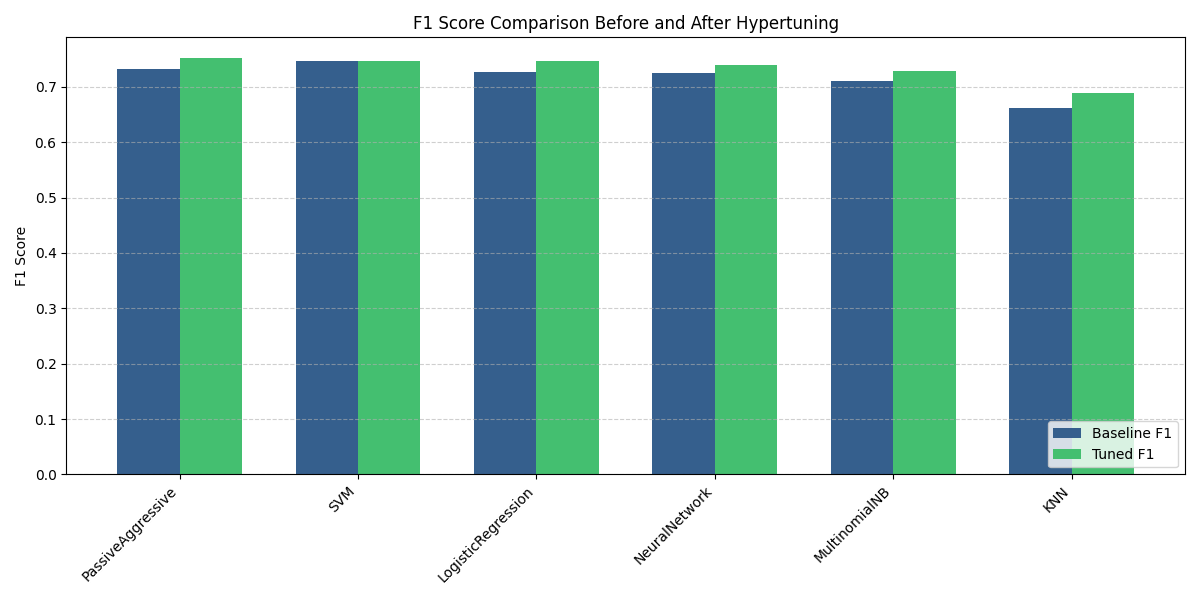 F1 Score Comparison Before and After Hypertuning
F1 Score
0.7
0.6
0.5
0.4
0.3
0.2
0.1
0.0
PassiveAggressive
SVM
LogisticRegression
NeuralNetwork
MultinomialNB
KNN
Baseline F1
Tuned F1